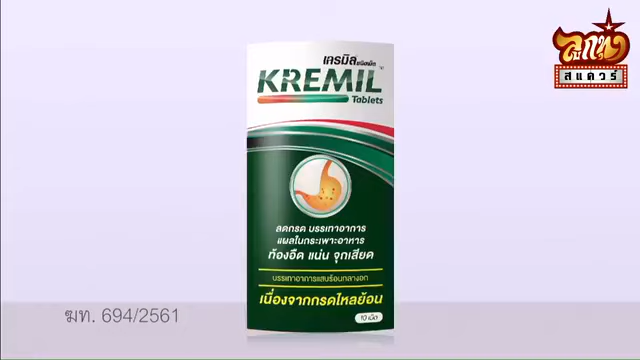 ลูกทุ่ง
สแควร์
เครมิล ชนิดเม็ด
KREMIL
Tablets
ลดกรด บรรเทาอาการ
แผลในกระเพาะอาหาร
ท้องอืด แน่น จุกเสียด
บรรเทาอาการแสบร้อนกลางอก
เนื่องจากกรดไหลย้อน
10 เม็ด
ฆท. 694/2561